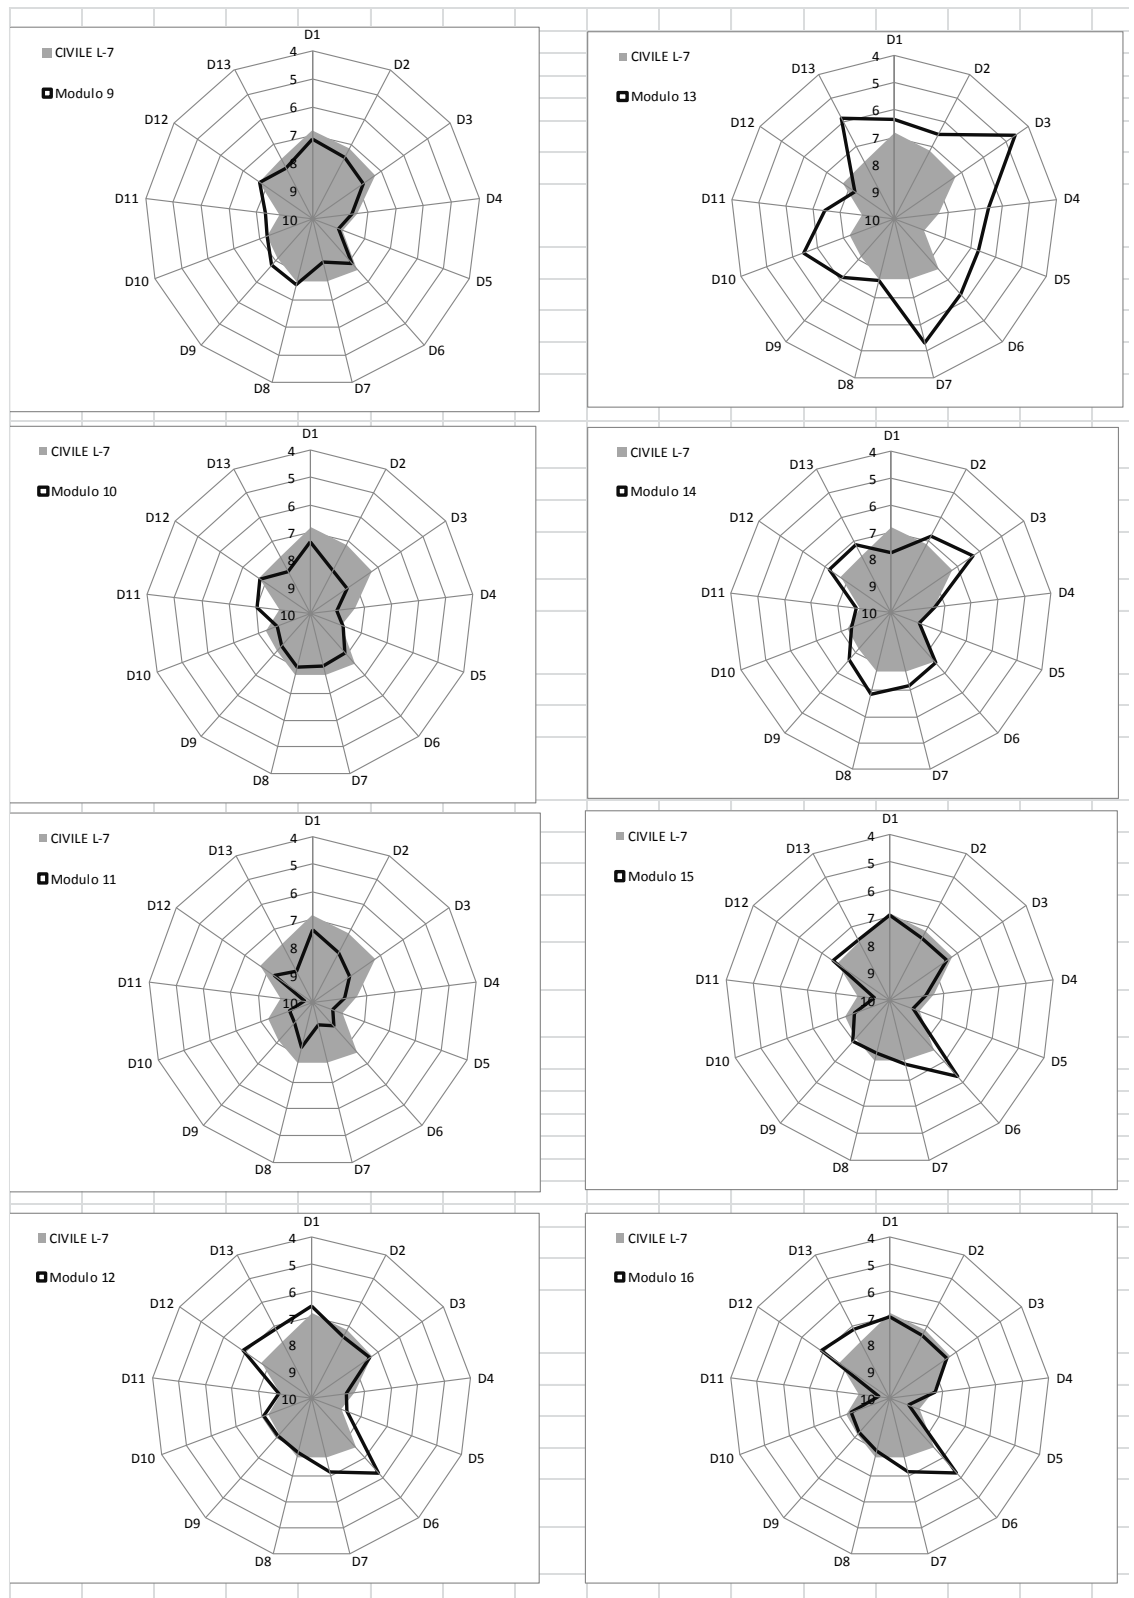 D1
CIVILE L-7
Modulo 9
4
5
6
7
8
9
10
D2
D3
D4
D5
D6
D7
D8
D9
D10
D11
D12
D13
D1
CIVILE L-7
Modulo 13
4
5
6
7
8
9
10
D2
D3
D4
D5
D6
D7
D8
D9
D10
D11
D12
D13
D1
CIVILE L-7
Modulo 10
4
5
6
7
8
9
10
D2
D3
D4
D5
D6
D7
D8
D9
D10
D11
D12
D13
D1
CIVILE L-7
Modulo 14
4
5
6
7
8
9
10
D2
D3
D4
D5
D6
D7
D8
D9
D10
D11
D12
D13
D1
CIVILE L-7
Modulo 11
4
5
6
7
8
9
10
D2
D3
D4
D5
D6
D7
D8
D9
D10
D11
D12
D13
D1
CIVILE L-7
Modulo 15
4
5
6
7
8
9
10
D2
D3
D4
D5
D6
D7
D8
D9
D10
D11
D12
D13
D1
CIVILE L-7
Modulo 12
4
5
6
7
8
9
10
D2
D3
D4
D5
D6
D7
D8
D9
D10
D11
D12
D13
D1
CIVILE L-7
Modulo 16
4
5
6
7
8
9
10
D2
D3
D4
D5
D6
D7
D8
D9
D10
D11
D12
D13